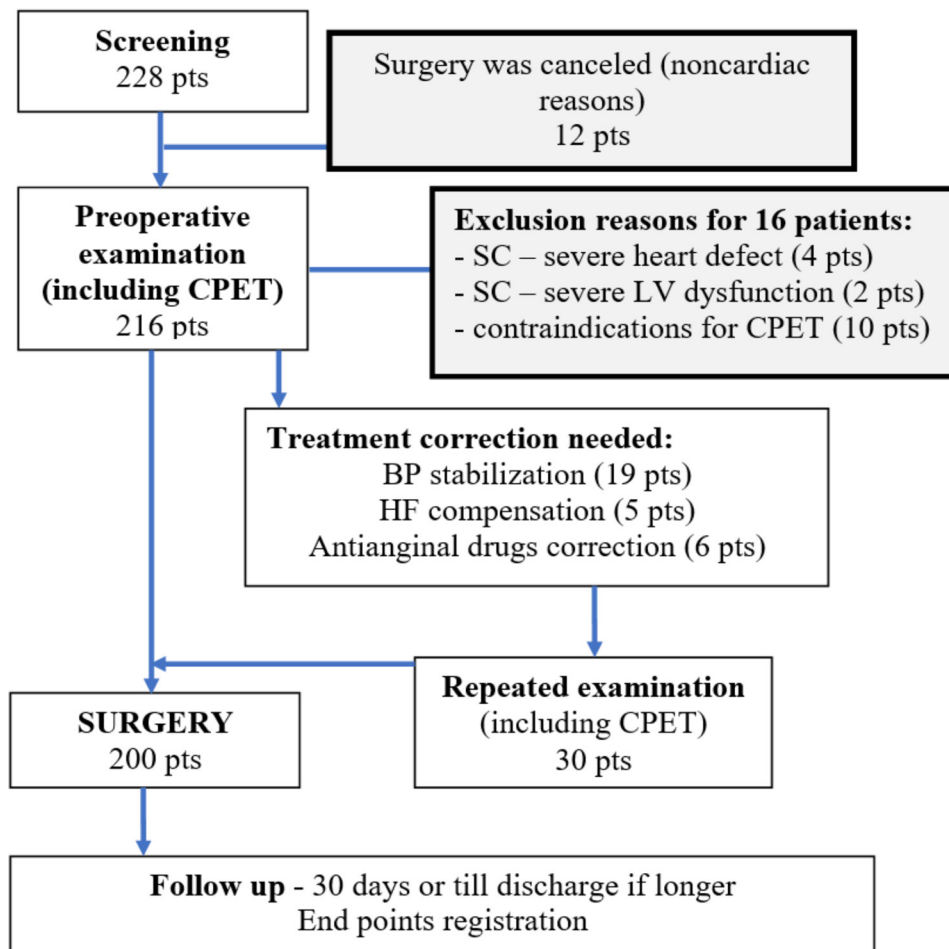 Screening
228 pts
Surgery was canceled (noncardiac
reasons)
12 pts
Preoperative
examination
(including CPET)
216 pts
Exclusion reasons for 16 patients:
- SC – severe heart defect (4 pts)
- SC – severe LV dysfunction (2 pts)
- contraindications for CPET (10 pts)
Treatment correction needed:
BP stabilization (19 pts)
HF compensation (5 pts)
Antianginal drugs correction (6 pts)
Repeated examination
(including CPET)
30 pts
SURGERY
200 pts
Follow up - 30 days or till discharge if longer
End points registration